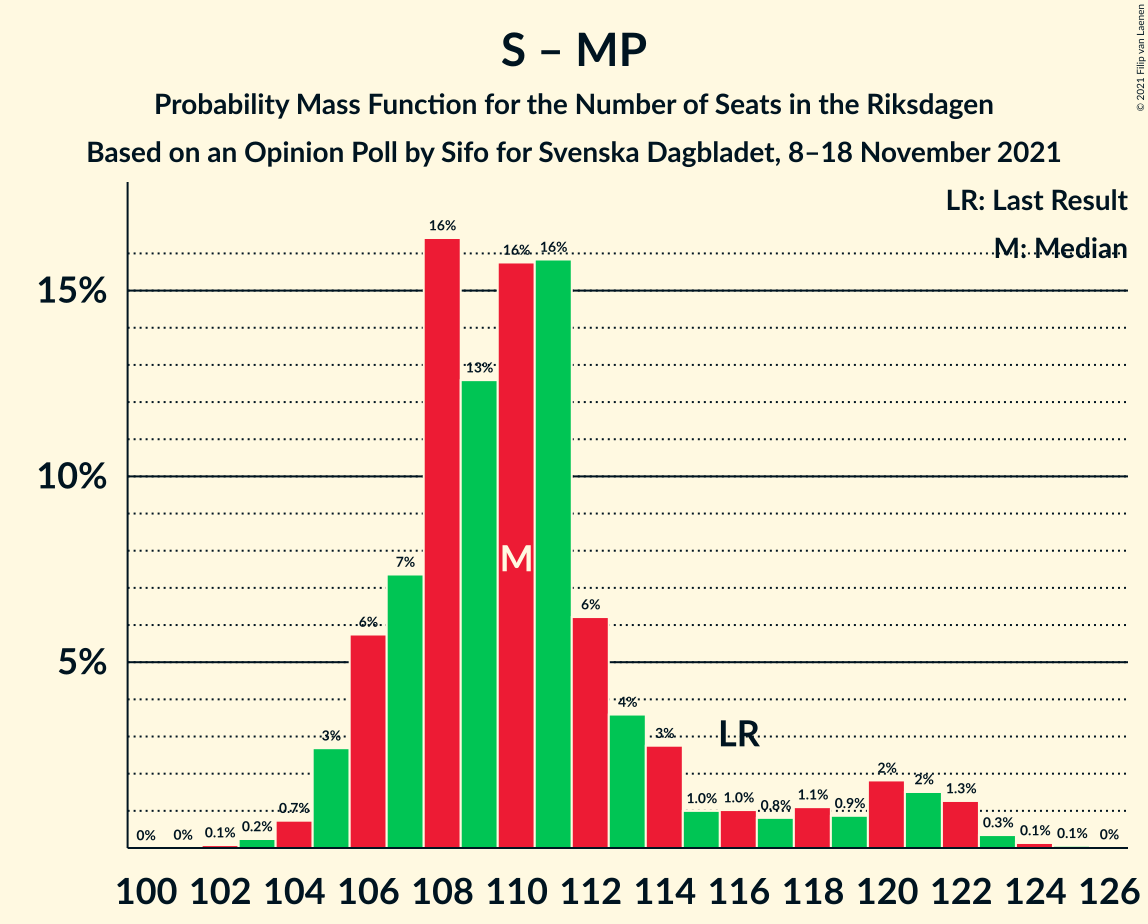 © 2021 Filip van Laenen
S – MP
Probability Mass Function for the Number of Seats in the Riksdagen
Based on an Opinion Poll by Sifo for Svenska Dagbladet, 8–18 November 2021
LR: Last Result
M: Median
15%
10%
5%
0% 0% 0.1% 0.2% 0.7% 3% 6% 7% 16% 13% 16% 16% 6% 4% 3% 1.0% 1.0% 0.8% 1.1% 0.9% 2% 2% 1.3% 0.3% 0.1% 0.1% 0%
M
LR
100 102 104 106 108 110 112 114 116 118 120 122 124 126